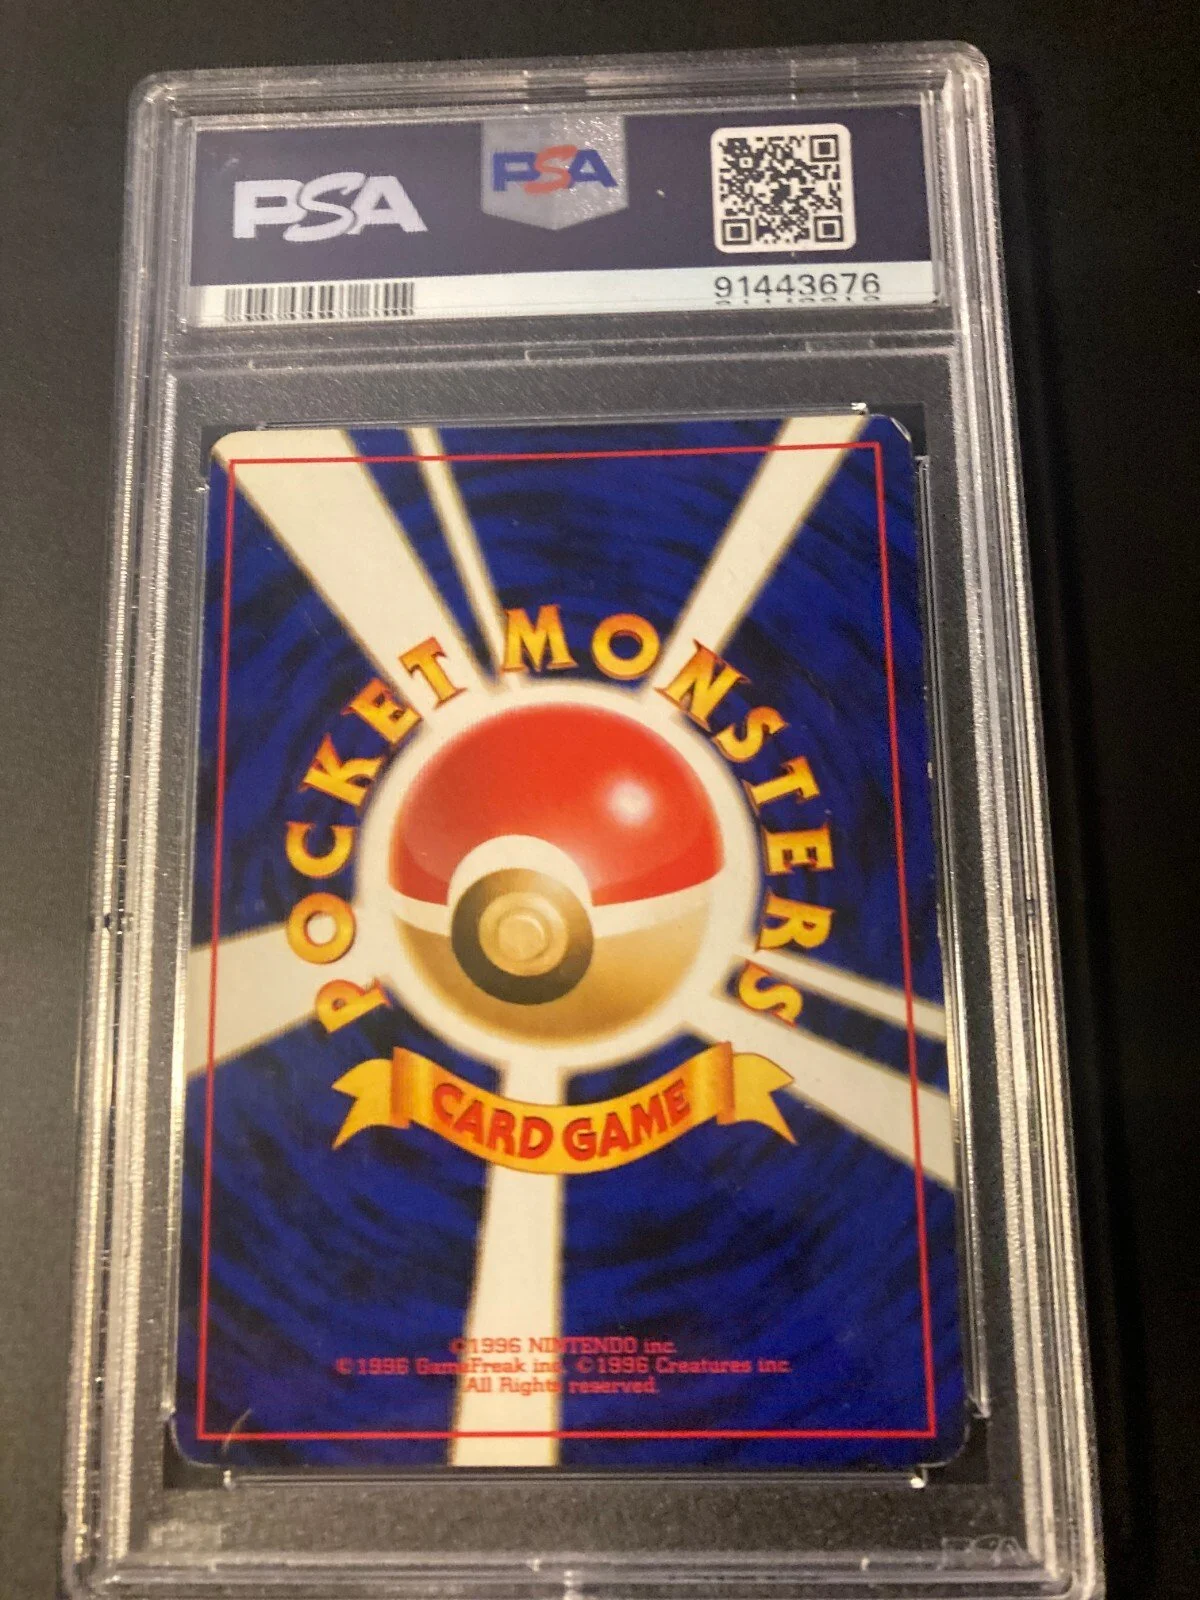 PSA
PSA
91443676
POCKET MONSTERS
CARD GAME
©1996 NINTENDO inc.
©1996 GameFreak inc. ©1996 Creatures inc.
All Rights reserved.
PSA